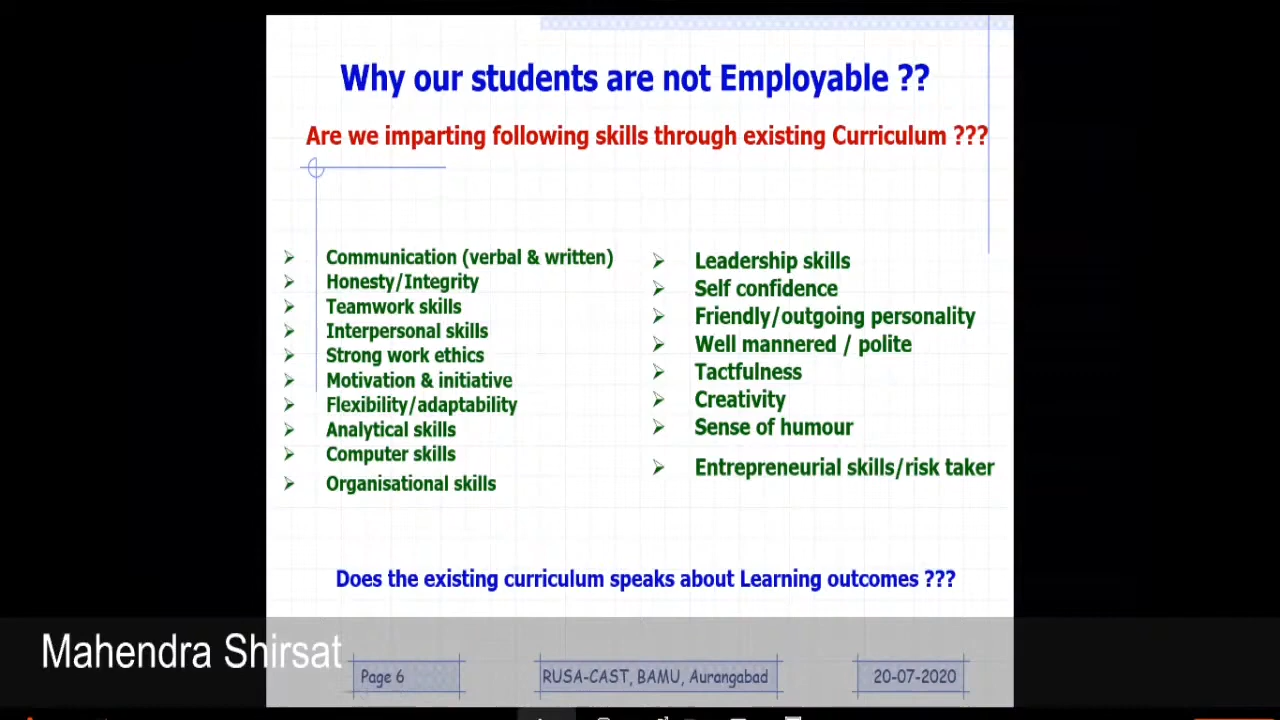 Why our students are not Employable ??
Are we imparting following skills through existing Curriculum ???
Communication (verbal & written)
Honesty/Integrity
Teamwork skills
Interpersonal skills
Strong work ethics
Motivation & initiative
Flexibility/adaptability
Analytical skills
Computer skills
Organisational skills
Leadership skills
Self confidence
Friendly/outgoing personality
Well mannered / polite
Tactfulness
Creativity
Sense of humour
Entrepreneurial skills/risk taker
Does the existing curriculum speaks about Learning outcomes ???
Mahendra Shirsat
Page 6
RUSA-CAST, BAMU, Aurangabad
20-07-2020